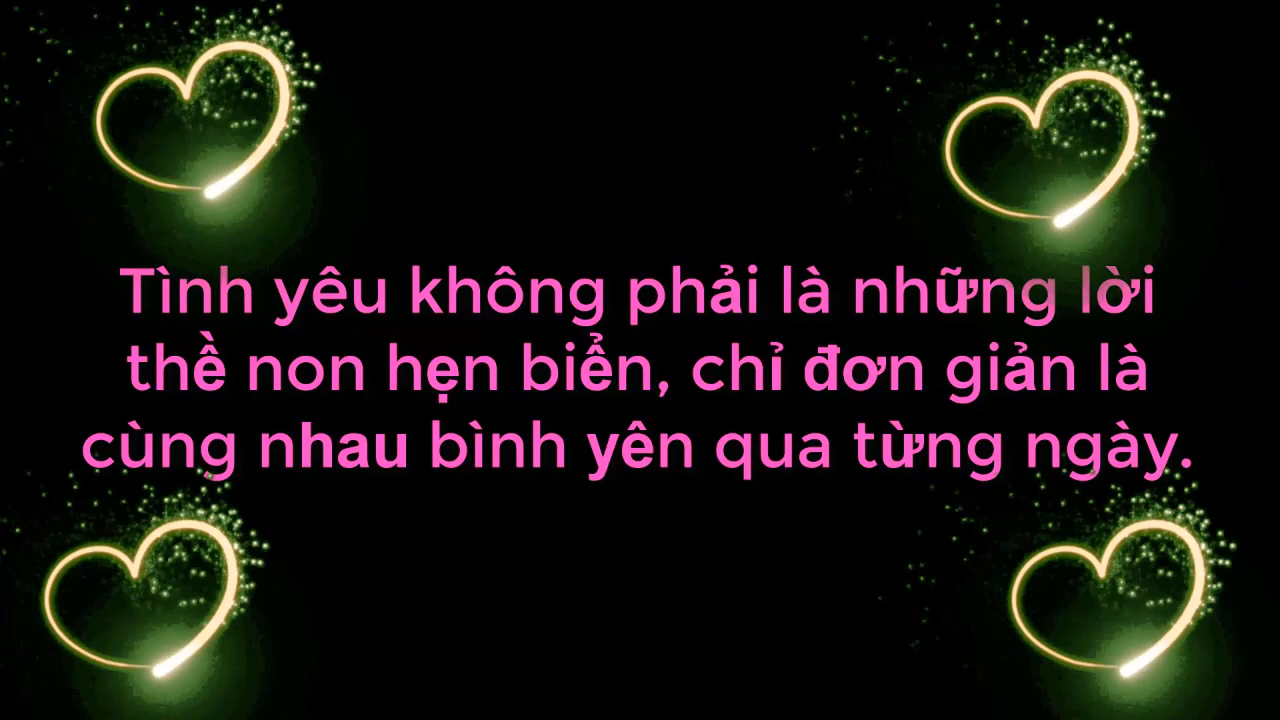 Tình yêu không phải là những lời
thề non hẹn biển, chỉ đơn giản là
cùng nhau bình yên qua từng ngày.